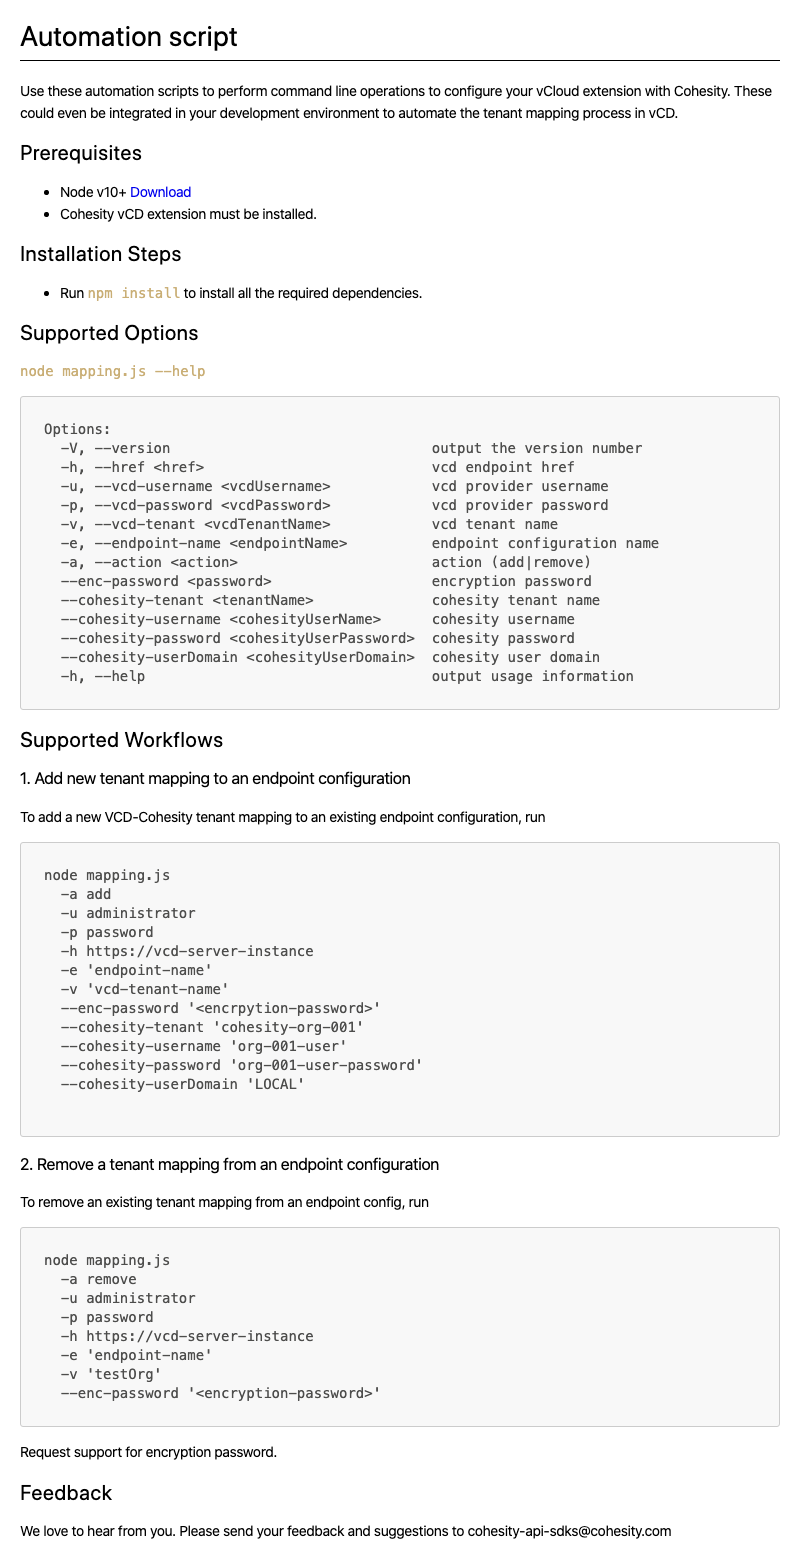 Automation script
Use these automation scripts to perform command line operations to configure your vCloud extension with Cohesity. These
could even be integrated in your development environment to automate the tenant mapping process in vCD.
Prerequisites
• Node v10+ Download
• Cohesity vCD extension must be installed.
Installation Steps
• Run npm install to install all the required dependencies.
Supported Options
node mapping.js --help
Options:
  -V, --version                               output the version number
  -h, --href <href>                           vcd endpoint href
  -u, --vcd-username <vcdUsername>            vcd provider username
  -p, --vcd-password <vcdPassword>            vcd provider password
  -v, --vcd-tenant <vcdTenantName>            vcd tenant name
  -e, --endpoint-name <endpointName>          endpoint configuration name
  -a, --action <action>                       action (add|remove)
  --enc-password <password>                   encryption password
  --cohesity-tenant <tenantName>              cohesity tenant name
  --cohesity-username <cohesityUserName>      cohesity username
  --cohesity-password <cohesityUserPassword>  cohesity password
  --cohesity-userDomain <cohesityUserDomain>  cohesity user domain
  -h, --help                                  output usage information
Supported Workflows
1. Add new tenant mapping to an endpoint configuration
To add a new VCD-Cohesity tenant mapping to an existing endpoint configuration, run
node mapping.js
  -a add
  -u administrator
  -p password
  -h https://vcd-server-instance
  -e 'endpoint-name'
  -v 'vcd-tenant-name'
  --enc-password '<encrpytion-password>'
  --cohesity-tenant 'cohesity-org-001'
  --cohesity-username 'org-001-user'
  --cohesity-password 'org-001-user-password'
  --cohesity-userDomain 'LOCAL'
2. Remove a tenant mapping from an endpoint configuration
To remove an existing tenant mapping from an endpoint config, run
node mapping.js
  -a remove
  -u administrator
  -p password
  -h https://vcd-server-instance
  -e 'endpoint-name'
  -v 'testOrg'
  --enc-password '<encryption-password>'
Request support for encryption password.
Feedback
We love to hear from you. Please send your feedback and suggestions to cohesity-api-sdks@cohesity.com